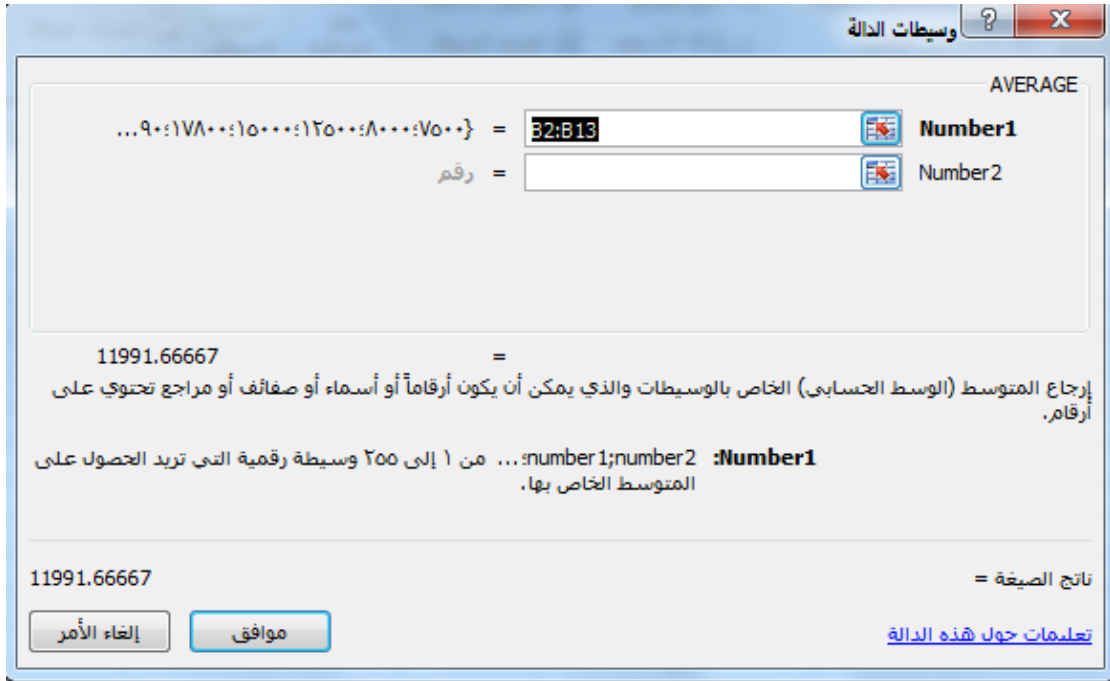 وسيطات الدالة
AVERAGE
Number1 B2:B13 = {٧٥٠٠؛٨٠٠٠؛١٢٥٠٠؛١٥٠٠٠؛١٧٨٠٠؛٩٠...
Number2 = رقم
= 11991.66667
إرجاع المتوسط (الوسط الحسابي) الخاص بالوسيطات والذي يمكن أن يكون أرقاماً أو أسماء أو صفائف أو مراجع تحتوي على
أرقام.
Number1: number1;number2؛... من ١ إلى ٢٥٥ وسيطة رقمية التي تريد الحصول على
المتوسط الخاص بها.
ناتج الصيغة = 11991.66667
تعليمات حول هذه الدالة
موافق
إلغاء الأمر